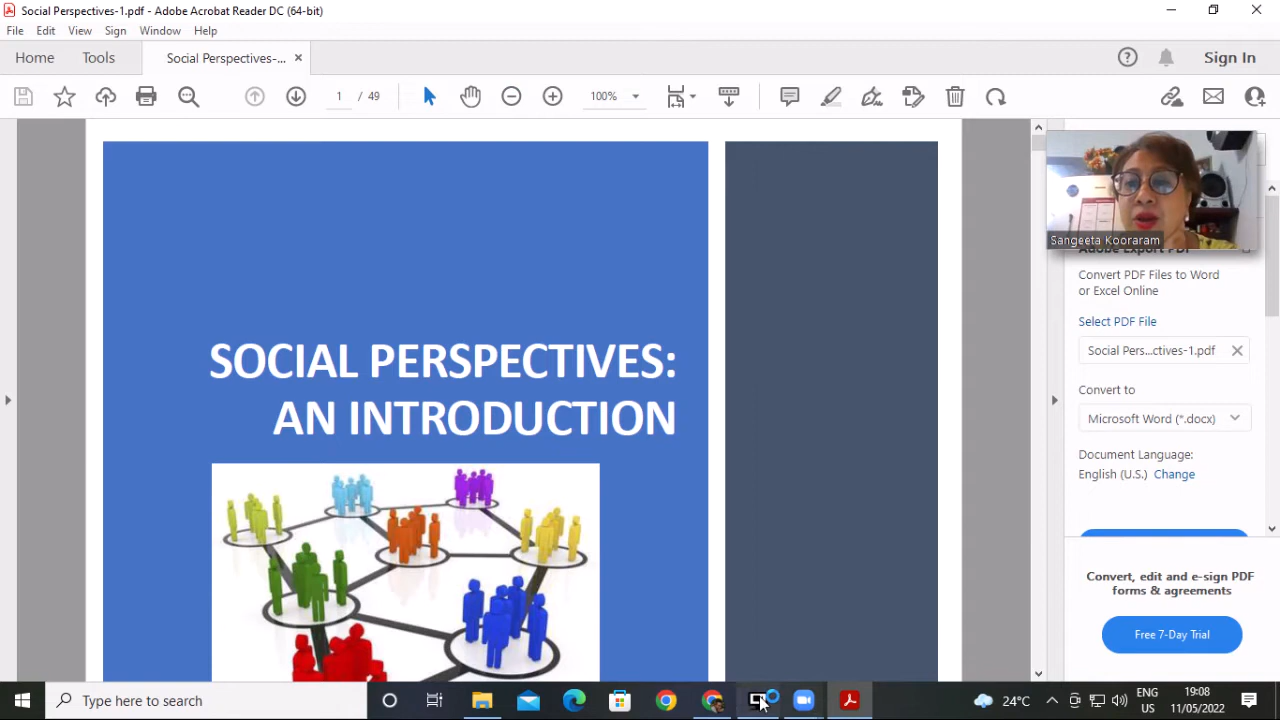 Social Perspectives-1.pdf - Adobe Acrobat Reader DC (64-bit)
File Edit View Sign Window Help
Home Tools Social Perspectives-... Sign In
1 / 49 100%
SOCIAL PERSPECTIVES:
AN INTRODUCTION
Sangeeta Kooraram
Adobe Export PDF
Convert PDF Files to Word
or Excel Online
Select PDF File
Social Pers...ctives-1.pdf
Convert to
Microsoft Word (*.docx)
Document Language:
English (U.S.) Change
Convert, edit and e-sign PDF
forms & agreements
Free 7-Day Trial
Type here to search
24°C
ENG
US
19:08
11/05/2022